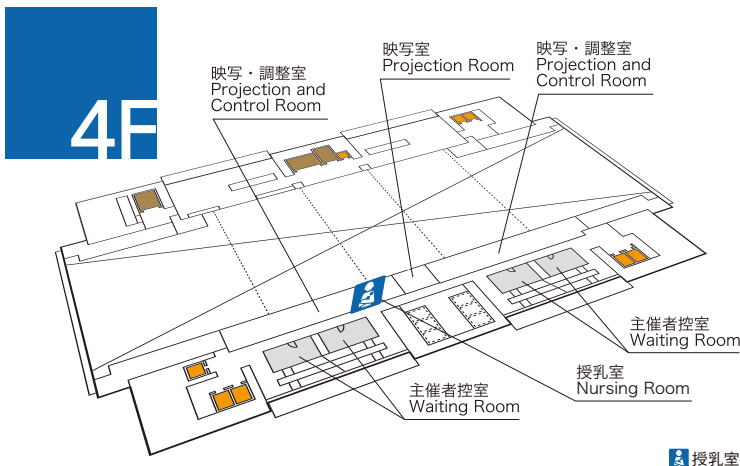 4F
映写・調整室
Projection and
Control Room
映写室
Projection Room
映写・調整室
Projection and
Control Room
主催者控室
Waiting Room
授乳室
Nursing Room
主催者控室
Waiting Room
授乳室